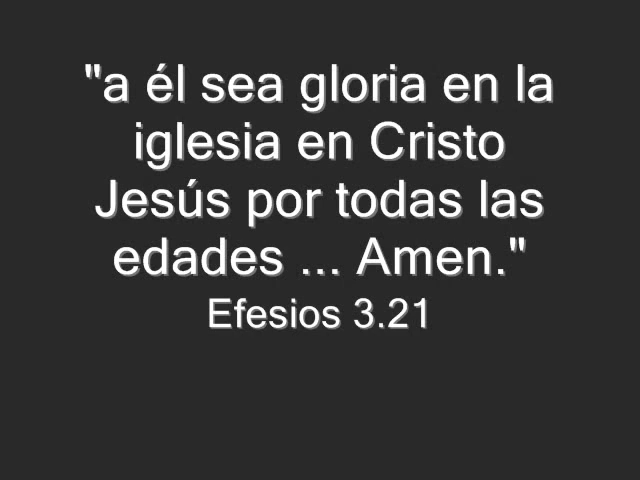 "a él sea gloria en la
iglesia en Cristo
Jesús por todas las
edades ... Amen."
Efesios 3.21